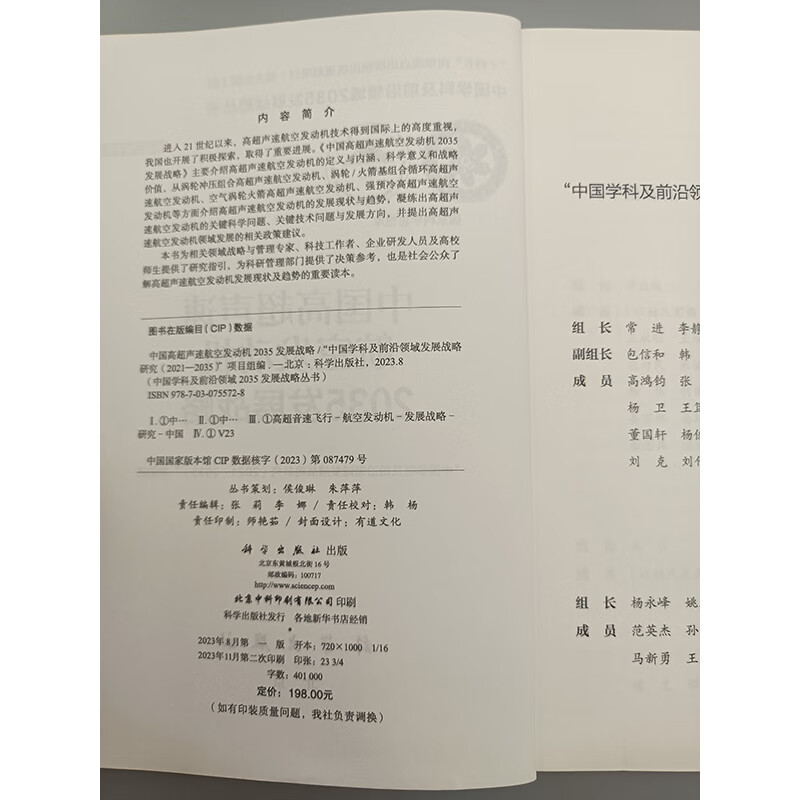 内 容 简 介
进入21世纪以来，高超声速航空发动机技术得到国际上的高度重视，
我国也开展了积极探索，取得了重要进展。《中国高超声速航空发动机2035
发展战略》主要介绍高超声速航空发动机的定义与内涵、科学意义和战略
价值，从涡轮冲压组合高超声速航空发动机、涡轮/火箭基组合循环高超声
速航空发动机、空气涡轮火箭高超声速航空发动机、强预冷高超声速航空
发动机等方面介绍高超声速航空发动机的发展现状与趋势，凝练出高超声
速航空发动机的关键科学问题、关键技术问题与发展方向，并提出高超声
速航空发动机领域发展的相关政策建议。
本书为相关领域战略与管理专家、科技工作者、企业研发人员及高校
师生提供了研究指引，为科研管理部门提供了决策参考，也是社会公众了
解高超声速航空发动机发展现状及趋势的重要读本。
图书在版编目（CIP）数据
中国高超声速航空发动机2035发展战略/“中国学科及前沿领域发展战略
研究（2021—2035）”项目组编.—北京：科学出版社，2023.8
（中国学科及前沿领域2035发展战略丛书）
ISBN 978-7-03-075572-8
Ⅰ.①中… Ⅱ.①中… Ⅲ.①高超音速飞行-航空发动机-发展战略-
研究-中国 Ⅳ.①V23
中国国家版本馆CIP数据核字（2023）第087479号
丛书策划：侯俊琳 朱萍萍
责任编辑：张 莉 李 娜/责任校对：韩 杨
责任印制：师艳茹/封面设计：有道文化
科学出版社 出版
北京东黄城根北街16号
邮政编码：100717
http://www.sciencep.com
北京中科印刷有限公司 印刷
科学出版社发行 各地新华书店经销
*
2023年8月第 一 版 开本：720×1000 1/16
2023年11月第二次印刷 印张：23 3/4
字数：401 000
定价：198.00元
（如有印装质量问题，我社负责调换）
“中国学科及前沿领
组 长 常 进 李静
副组长 包信和 韩
成 员 高鸿钧 张
杨 卫 王
董国轩 杨
刘 克 刘
组 长 杨永峰 姚
成 员 范英杰 孙
马新勇 王